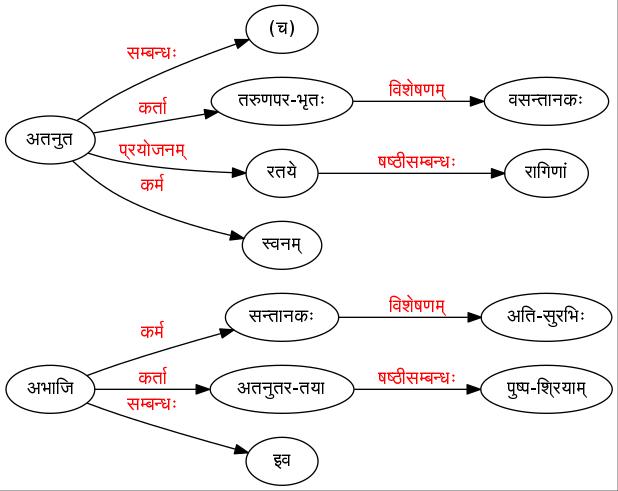 (च)
सम्बन्धः
कर्ता
तरुणपर-भृतः
विशेषणम्
वसन्तानकः
अतनुत
प्रयोजनम्
रतये
षष्ठीसम्बन्धः
रागिणां
कर्म
स्वनम्
सन्तानकः
विशेषणम्
अति-सुरभिः
कर्म
अभाजि
कर्ता
अतनुतर-तया
षष्ठीसम्बन्धः
पुष्प-श्रियाम्
सम्बन्धः
इव